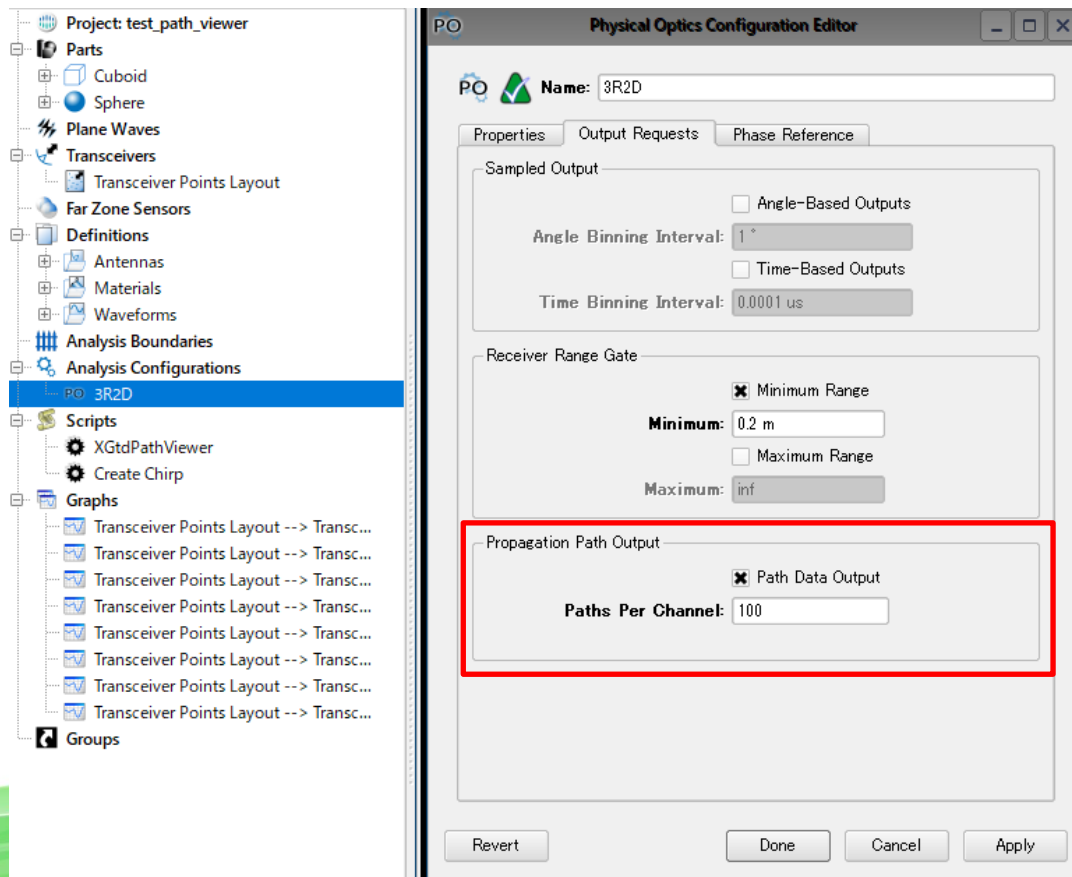 Project: test_path_viewer
Parts
Cuboid
Sphere
Plane Waves
Transceivers
Transceiver Points Layout
Far Zone Sensors
Definitions
Antennas
Materials
Waveforms
Analysis Boundaries
Analysis Configurations
PO 3R2D
Scripts
XGtdPathViewer
Create Chirp
Graphs
Transceiver Points Layout --> Transc...
Transceiver Points Layout --> Transc...
Transceiver Points Layout --> Transc...
Transceiver Points Layout --> Transc...
Transceiver Points Layout --> Transc...
Transceiver Points Layout --> Transc...
Transceiver Points Layout --> Transc...
Transceiver Points Layout --> Transc...
Groups
PO Physical Optics Configuration Editor
PO Name: 3R2D
Properties Output Requests Phase Reference
Sampled Output
Angle-Based Outputs
Angle Binning Interval: 1 °
Time-Based Outputs
Time Binning Interval: 0.0001 us
Receiver Range Gate
Minimum Range
Minimum: 0.2 m
Maximum Range
Maximum: inf
Propagation Path Output
Path Data Output
Paths Per Channel: 100
Revert Done Cancel Apply